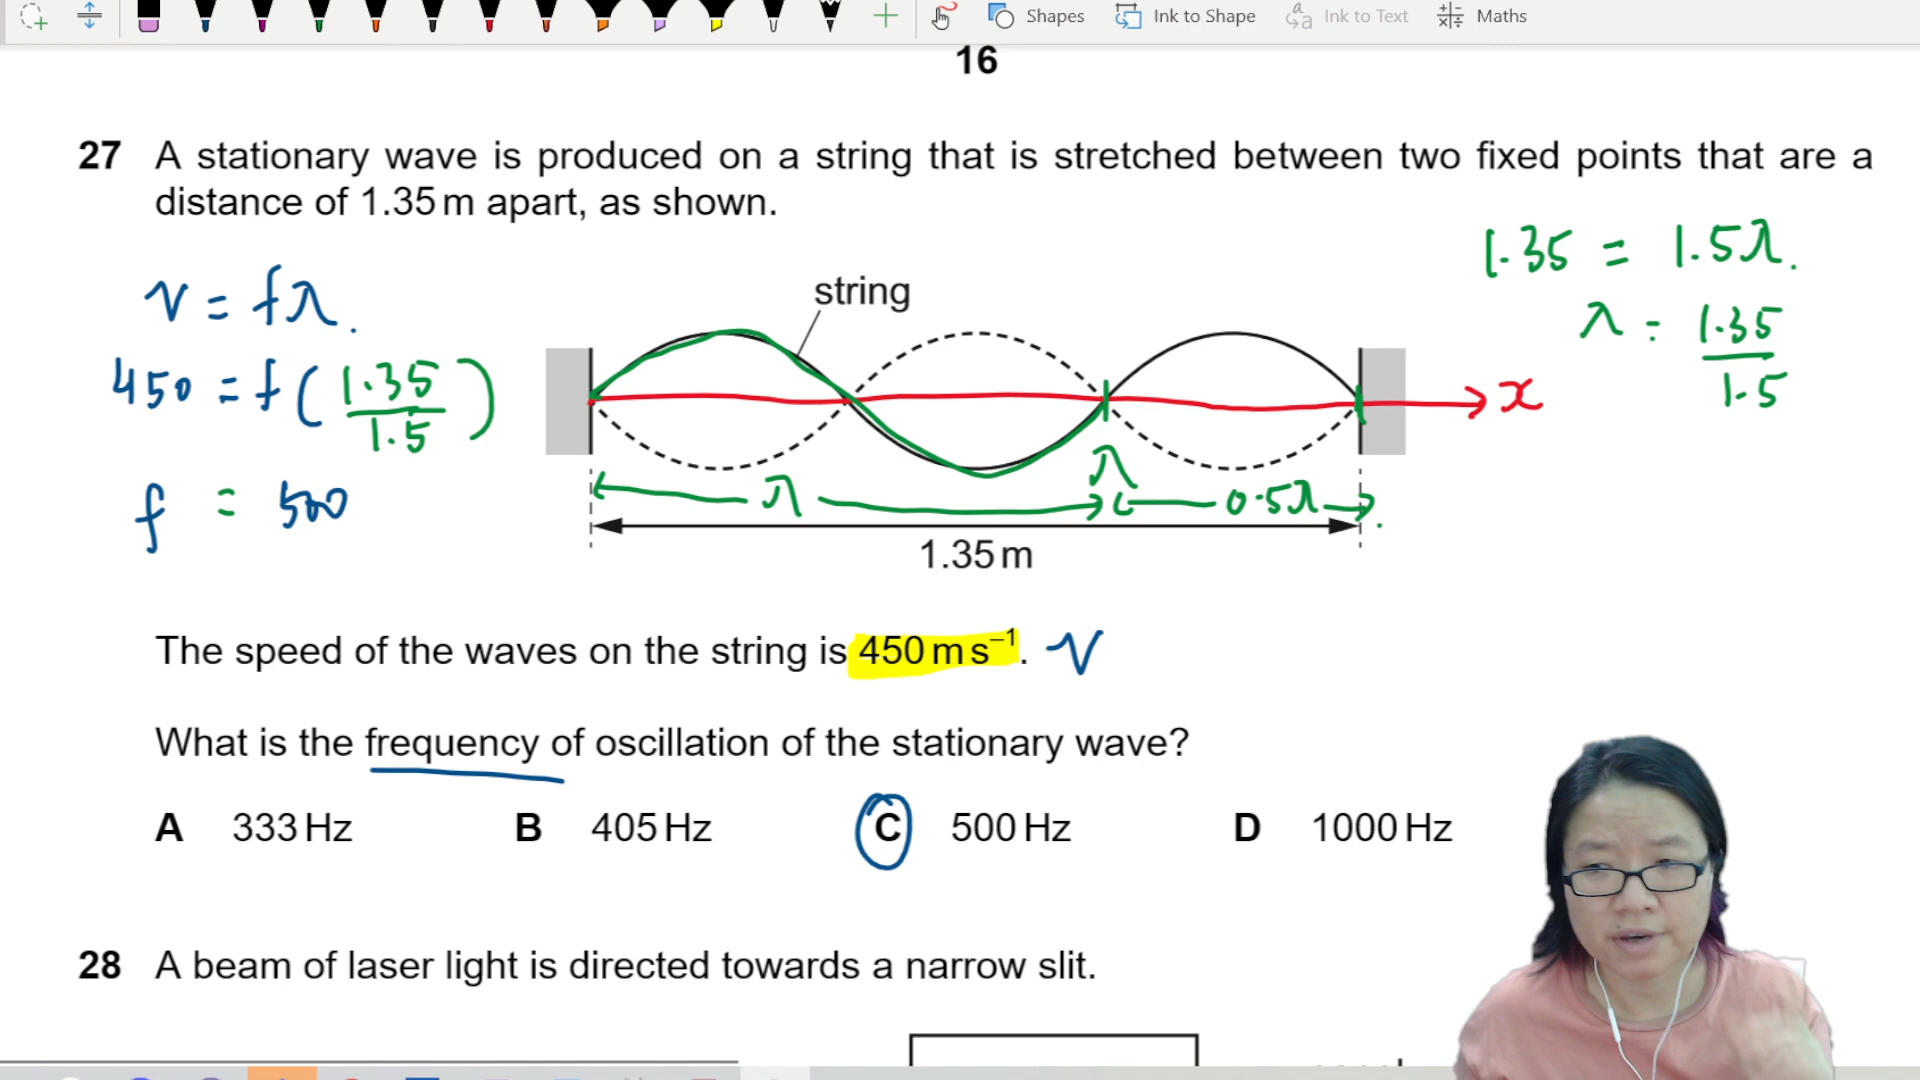 Shapes Ink to Shape Ink to Text Maths
16
27 A stationary wave is produced on a string that is stretched between two fixed points that are a
distance of 1.35 m apart, as shown.
1.35 = 1.5λ.
λ = 1.35
1.5
v = fλ.
450 = f ( 1.35
1.5 )
f = 500
string
x
λ
λ 0.5λ
1.35 m
The speed of the waves on the string is 450 m s⁻¹. V
What is the frequency of oscillation of the stationary wave?
A 333 Hz B 405 Hz C 500 Hz D 1000 Hz
28 A beam of laser light is directed towards a narrow slit.